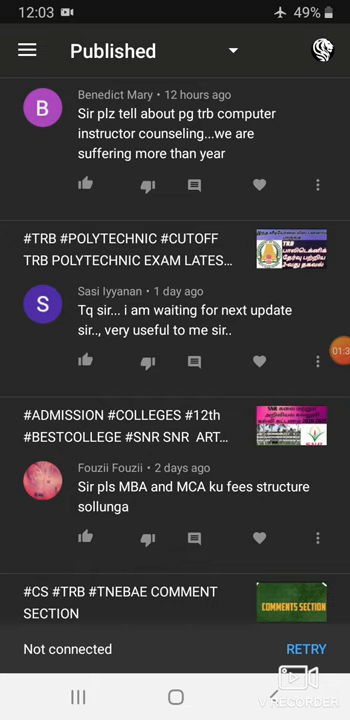 12:03
49%
Published
B
Benedict Mary • 12 hours ago
Sir plz tell about pg trb computer
instructor counseling...we are
suffering more than year
#TRB #POLYTECHNIC #CUTOFF
TRB POLYTECHNIC EXAM LATES...
TRB
S
Sasi Iyyanan • 1 day ago
Tq sir... i am waiting for next update
sir.., very useful to me sir..
01:3
#ADMISSION #COLLEGES #12th
#BESTCOLLEGE #SNR SNR ART...
Fouzii Fouzii • 2 days ago
Sir pls MBA and MCA ku fees structure
sollunga
#CS #TRB #TNEBAE COMMENT
SECTION
COMMENTS SECTION
Not connected
RETRY
V RECORDER